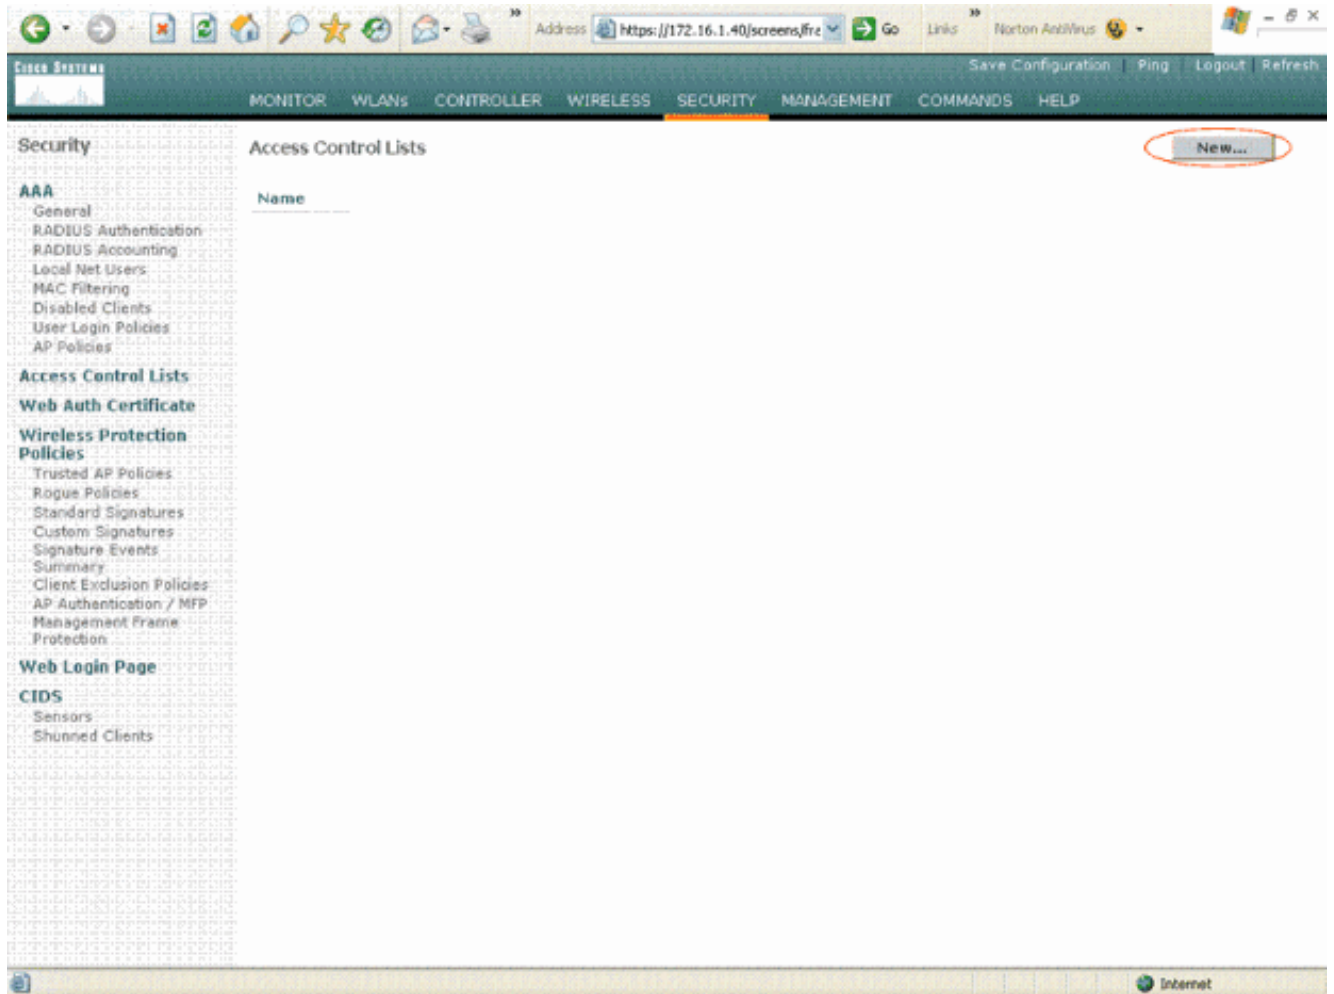 Address https://172.16.1.40/screens/fra Go Links Norton AntiVirus
CISCO SYSTEMS
Save Configuration | Ping | Logout | Refresh
MONITOR WLANs CONTROLLER WIRELESS SECURITY MANAGEMENT COMMANDS HELP
Security
Access Control Lists
New...
Name
AAA
General
RADIUS Authentication
RADIUS Accounting
Local Net Users
MAC Filtering
Disabled Clients
User Login Policies
AP Policies
Access Control Lists
Web Auth Certificate
Wireless Protection
Policies
Trusted AP Policies
Rogue Policies
Standard Signatures
Custom Signatures
Signature Events
Summary
Client Exclusion Policies
AP Authentication / MFP
Management Frame
Protection
Web Login Page
CIDS
Sensors
Shunned Clients
Internet